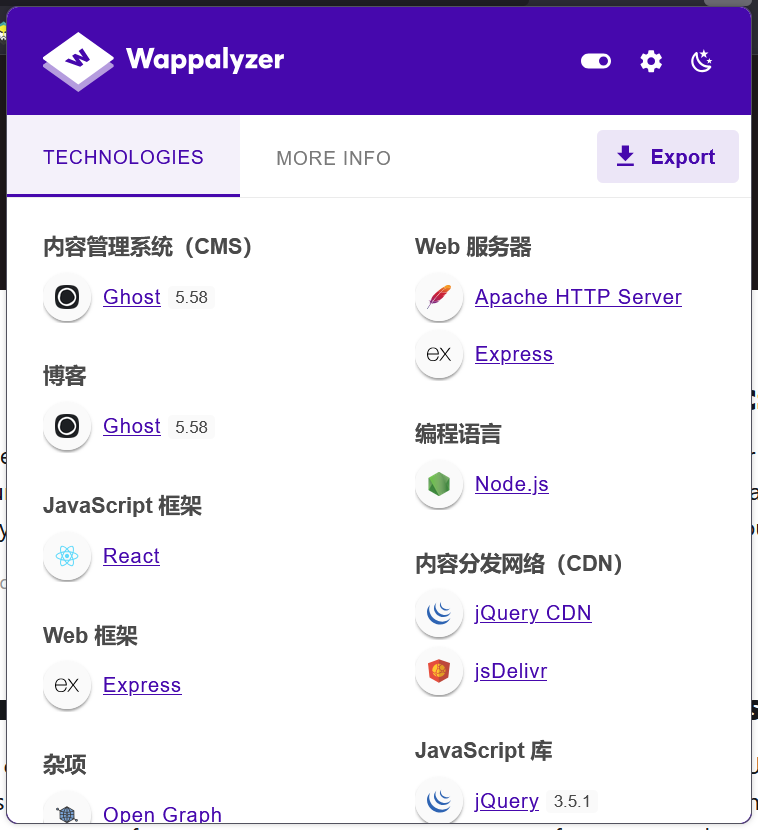 Wappalyzer
TECHNOLOGIES
MORE INFO
Export
内容管理系统（CMS）
Ghost 5.58
博客
Ghost 5.58
JavaScript 框架
React
Web 框架
ex
Express
杂项
Open Graph
Web 服务器
Apache HTTP Server
ex
Express
编程语言
Node.js
内容分发网络（CDN）
jQuery CDN
jsDelivr
JavaScript 库
jQuery 3.5.1